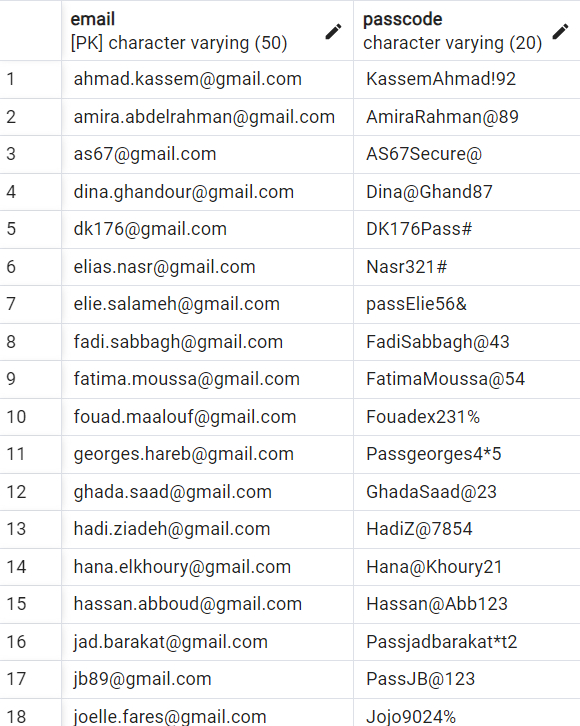 email passcode
[PK] character varying (50) character varying (20)
1 ahmad.kassem@gmail.com KassemAhmad!92
2 amira.abdelrahman@gmail.com AmiraRahman@89
3 as67@gmail.com AS67Secure@
4 dina.ghandour@gmail.com Dina@Ghand87
5 dk176@gmail.com DK176Pass#
6 elias.nasr@gmail.com Nasr321#
7 elie.salameh@gmail.com passElie56&
8 fadi.sabbagh@gmail.com FadiSabbagh@43
9 fatima.moussa@gmail.com FatimaMoussa@54
10 fouad.maalouf@gmail.com Fouadex231%
11 georges.hareb@gmail.com Passgeorges4*5
12 ghada.saad@gmail.com GhadaSaad@23
13 hadi.ziadeh@gmail.com HadiZ@7854
14 hana.elkhoury@gmail.com Hana@Khoury21
15 hassan.abboud@gmail.com Hassan@Abb123
16 jad.barakat@gmail.com Passjadbarakat*t2
17 jb89@gmail.com PassJB@123
18 joelle.fares@gmail.com Jojo9024%